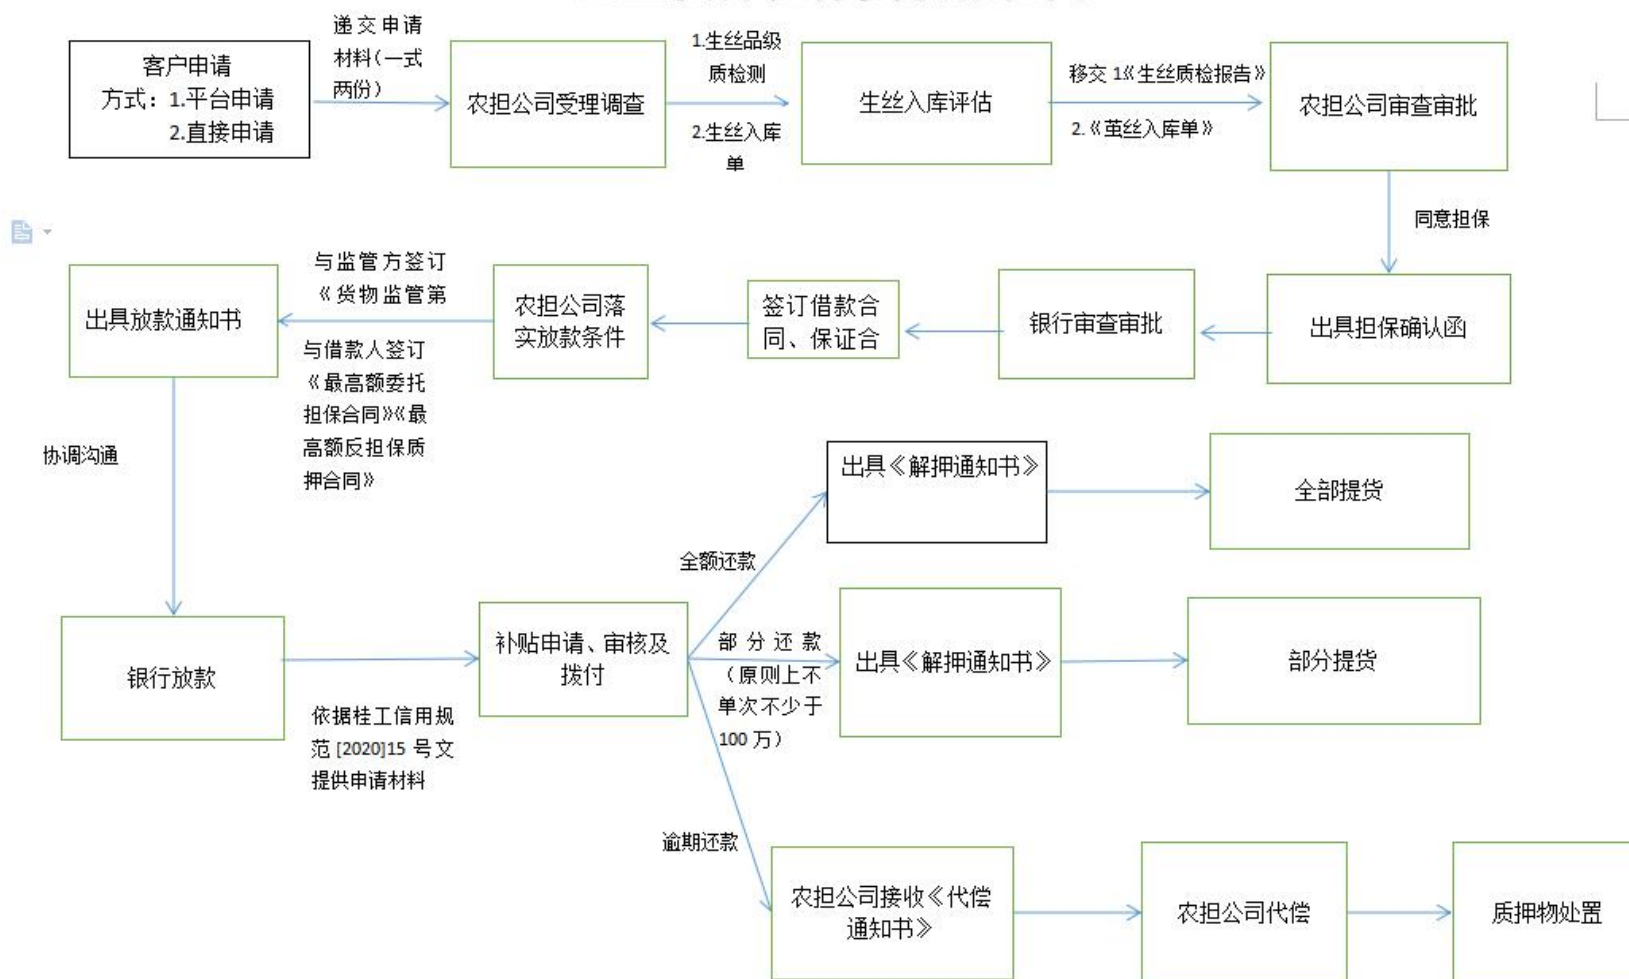 客户申请
方式：1.平台申请
2.直接申请
递交申请
材料（一式
两份）
农担公司受理调查
1.生丝品级
质检测
2.生丝入库
单
生丝入库评估
移交 1《生丝质检报告》
2.《茧丝入库单》
农担公司审查审批
同意担保
出具担保确认函
银行审查审批
签订借款合
同、保证合
农担公司落
实放款条件
与监管方签订
《货物监管第
与借款人签订
《最高额委托
担保合同》《最
高额反担保质
押合同》
出具放款通知书
协调沟通
银行放款
依据桂工信用规
范 [2020]15 号文
提供申请材料
补贴申请、审核及
拨付
全额还款
出具《解押通知书》
全部提货
部分还款
（原则上不
单次不少于
100 万）
出具《解押通知书》
部分提货
逾期还款
农担公司接收《代偿
通知书》
农担公司代偿
质押物处置